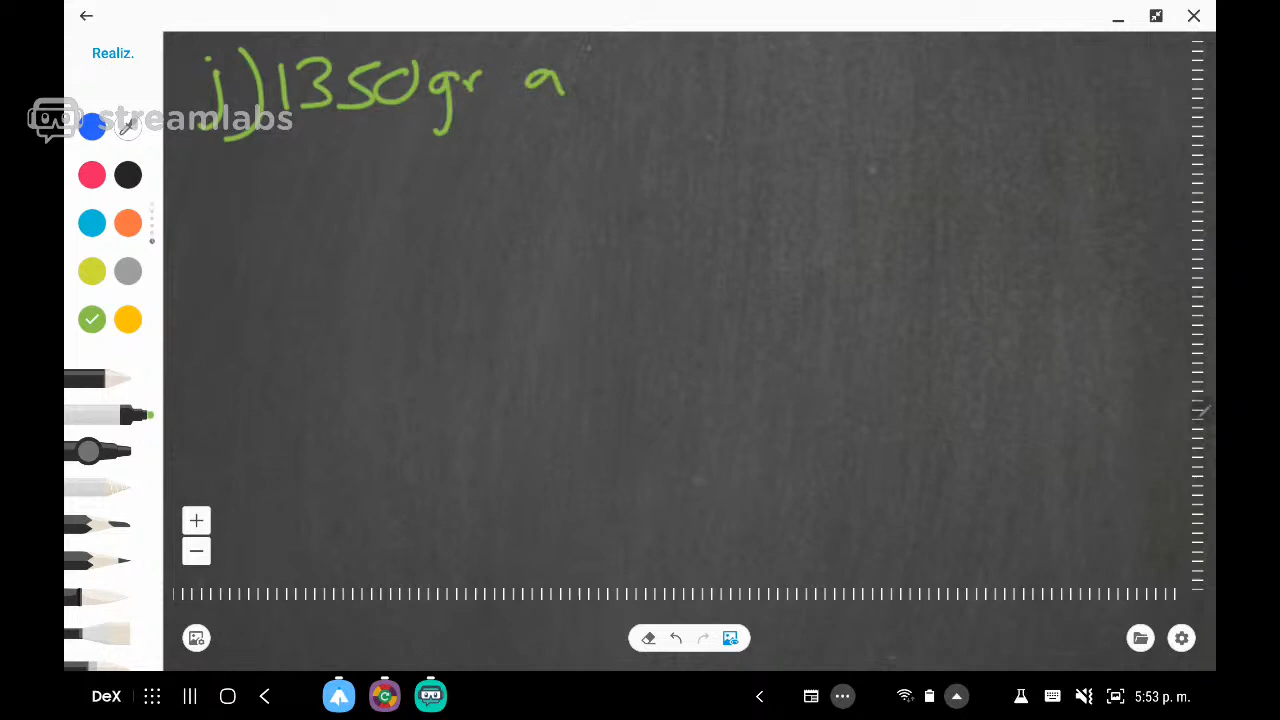 Realiz.
j) 1350gr a
streamlabs
DeX
5:53 p. m.